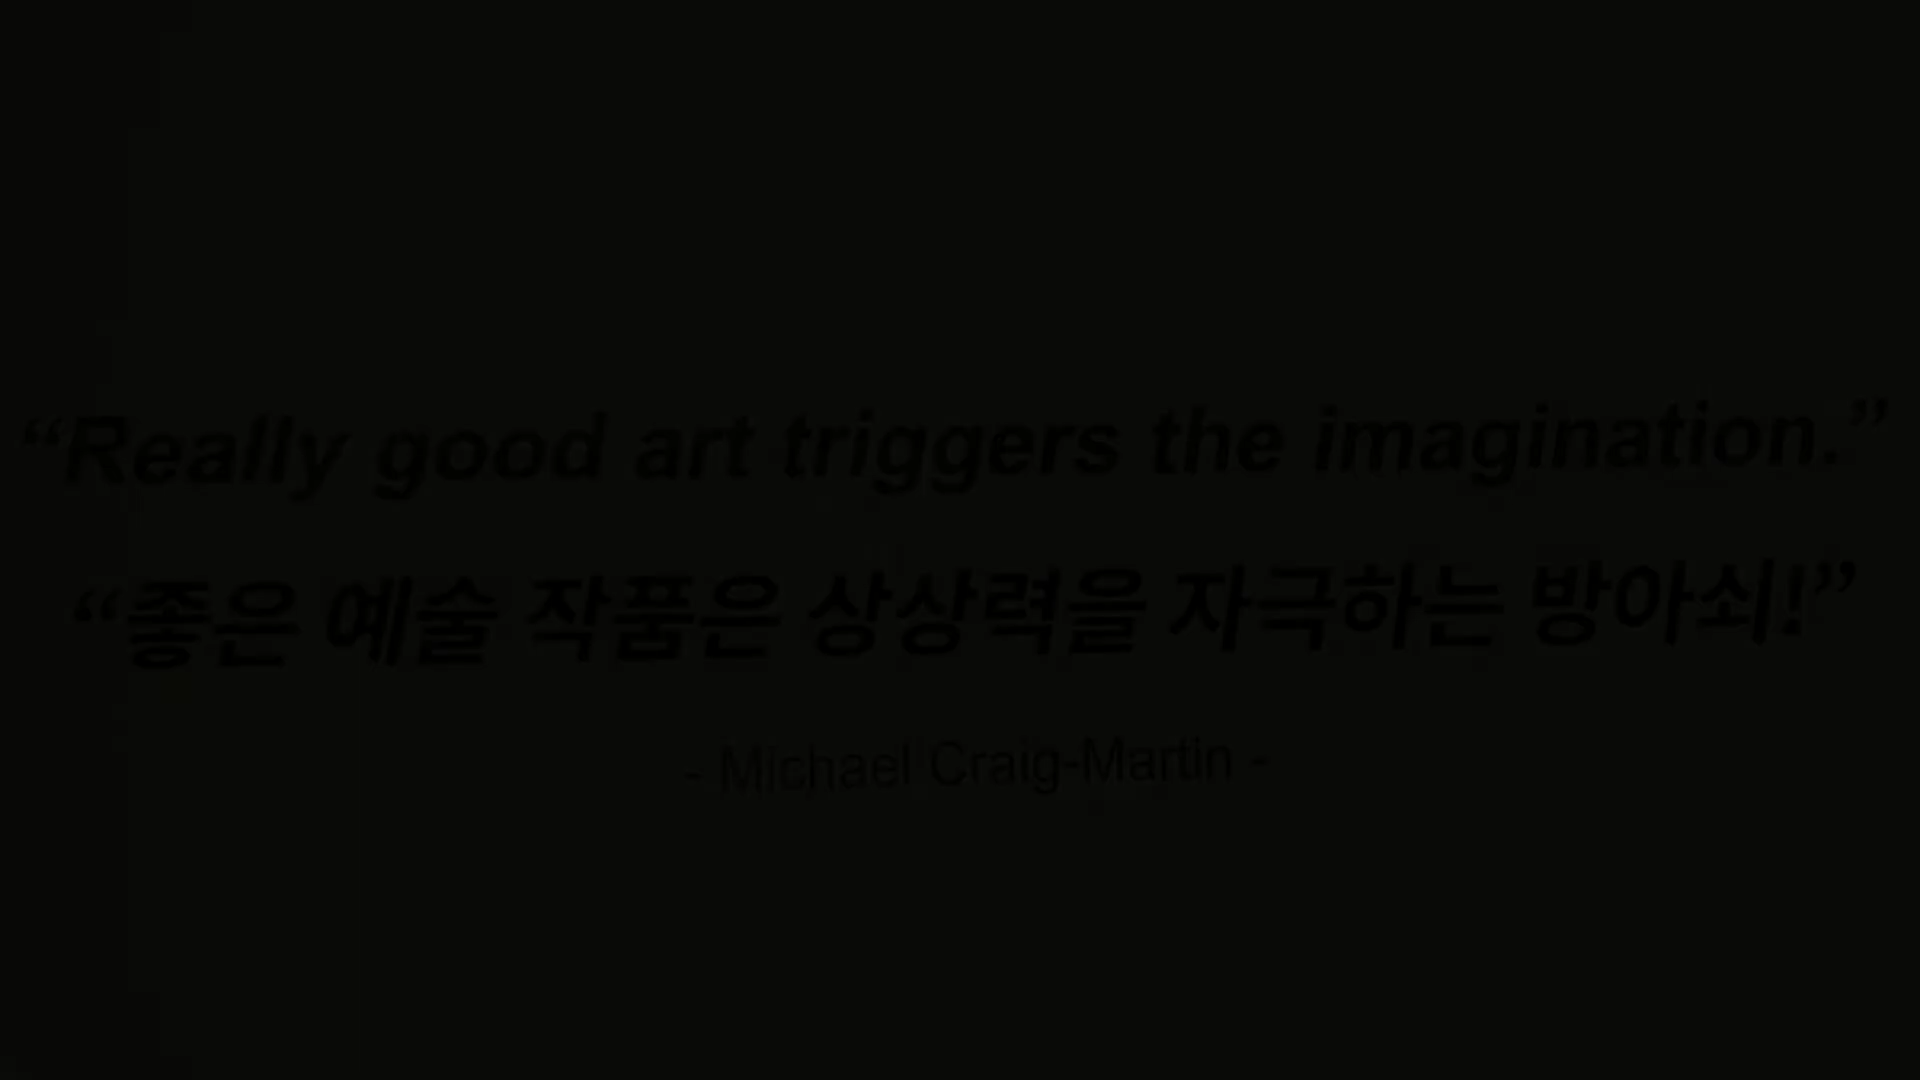 “Really good art triggers the imagination.”
“좋은 예술 작품은 상상력을 자극하는 방아쇠!”
- Michael Craig-Martin -